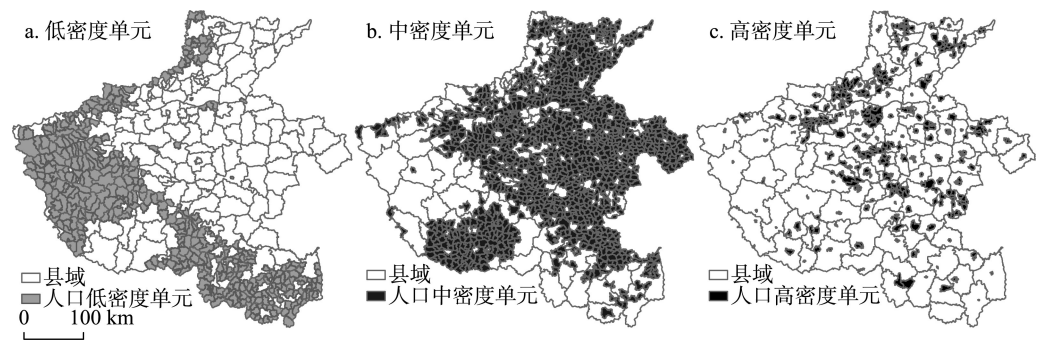 a. 低密度单元
县域
人口低密度单元
0 100 km
b. 中密度单元
县域
人口中密度单元
c. 高密度单元
县域
人口高密度单元